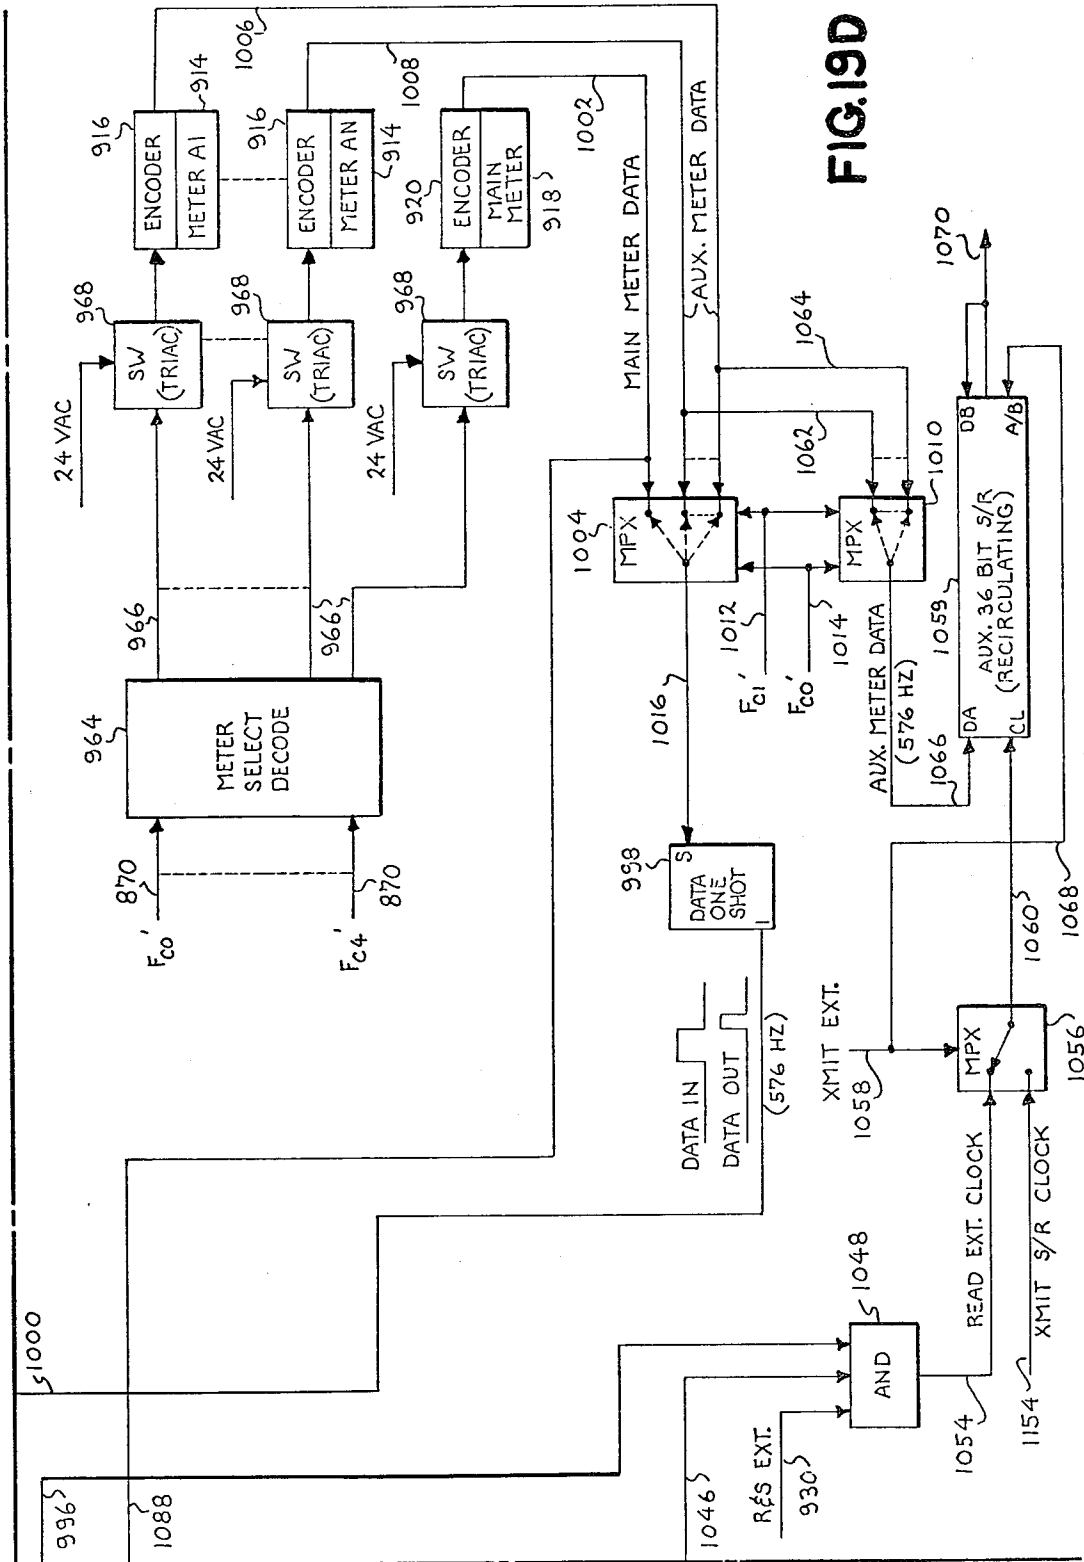 FIG.19D
1006
1008
1002
916
914
ENCODER
METER A1
916
914
ENCODER
METER AN
920
918
ENCODER
MAIN
METER
968
SW
(TRIAC)
24 VAC
968
SW
(TRIAC)
24 VAC
968
SW
(TRIAC)
24 VAC
966
966
964
METER
SELECT
DECODE
870
FC0'
870
FC4'
MAIN METER DATA
AUX. METER DATA
1004
MPX
1062
1064
1010
MPX
1012
FC1'
1014
FC0'
1016
AUX. METER DATA
(576 HZ)
1066
998
S
DATA
ONE
SHOT
1
DATA IN
DATA OUT
(576 HZ)
1059
DA
DB
AUX. 36 BIT S/R
(RECIRCULATING)
CL
A/B
1070
1068
1060
XMIT EXT.
1058
MPX
1056
READ EXT. CLOCK
XMIT S/R CLOCK
1054
1154
1048
AND
R&S EXT.
930
1046
1000
996
1088